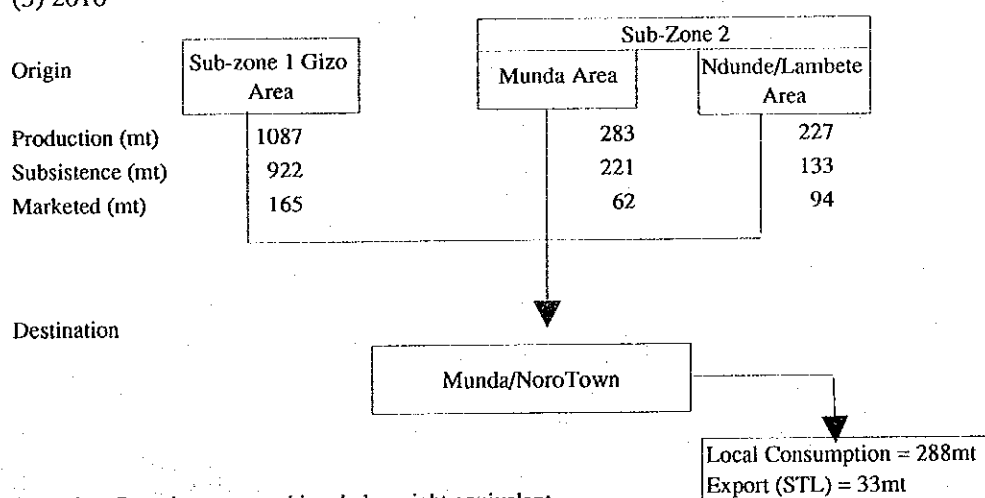 (3) 2010
Sub-Zone 2
Origin
Sub-zone 1 Gizo
Area
Munda Area
Ndunde/Lambete
Area
Production (mt) 1087 283 227
Subsistence (mt) 922 221 133
Marketed (mt) 165 62 94
Destination
Munda/NoroTown
Local Consumption = 288mt
Export (STL) = 33mt